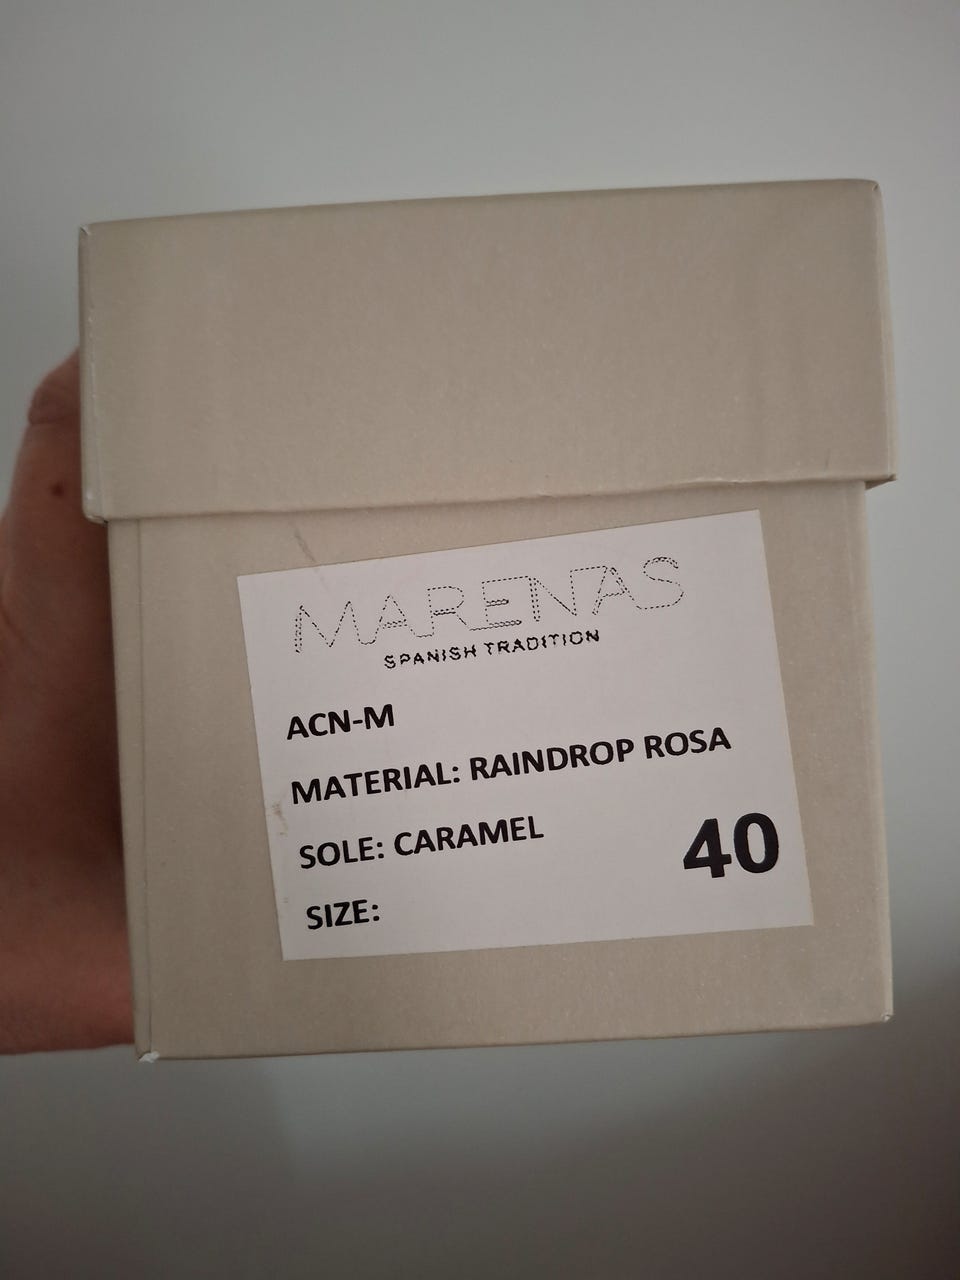 MARENAS
SPANISH TRADITION
ACN-M
MATERIAL: RAINDROP ROSA
SOLE: CARAMEL
SIZE: 40